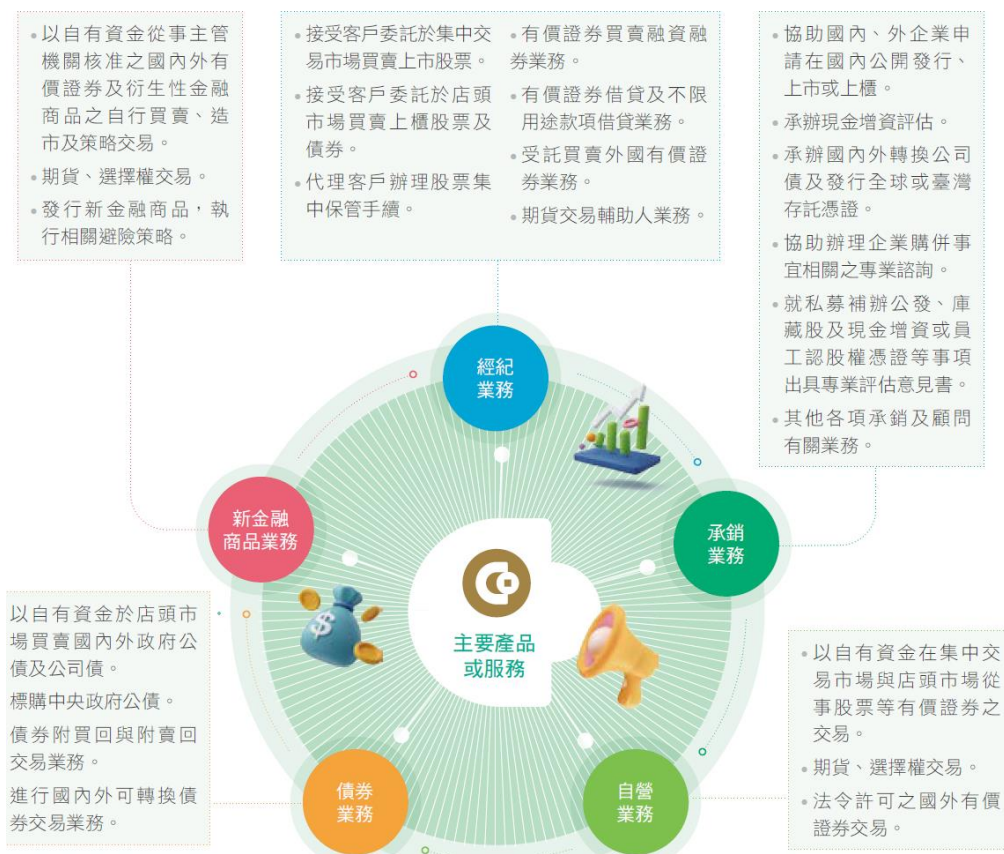 •以自有資金從事主管
機關核准之國內外有
價證券及衍生性金融
商品之自行買賣、造
市及策略交易。
•期貨、選擇權交易。
•發行新金融商品，執
行相關避險策略。
•接受客戶委託於集中交
易市場買賣上市股票。
•接受客戶委託於店頭
市場買賣上櫃股票及
債券。
•代理客戶辦理股票集
中保管手續。
•有價證券買賣融資融
券業務。
•有價證券借貸及不限
用途款項借貸業務。
•受託買賣外國有價證
券業務。
•期貨交易輔助人業務。
•協助國內、外企業申
請在國內公開發行、
上市或上櫃。
•承辦現金增資評估。
•承辦國內外轉換公司
債及發行全球或臺灣
存託憑證。
•協助辦理企業購併事
宜相關之專業諮詢。
•就私募補辦公發、庫
藏股及現金增資或員
工認股權憑證等事項
出具專業評估意見書。
•其他各項承銷及顧問
有關業務。
經紀
業務
新金融
商品業務
承銷
業務
主要產品
或服務
$
以自有資金於店頭市
場買賣國內外政府公
債及公司債。
標購中央政府公債。
債券附買回與附賣回
交易業務。
進行國內外可轉換債
券交易業務。
債券
業務
自營
業務
•以自有資金在集中交
易市場與店頭市場從
事股票等有價證券之
交易。
•期貨、選擇權交易。
•法令許可之國外有價
證券交易。